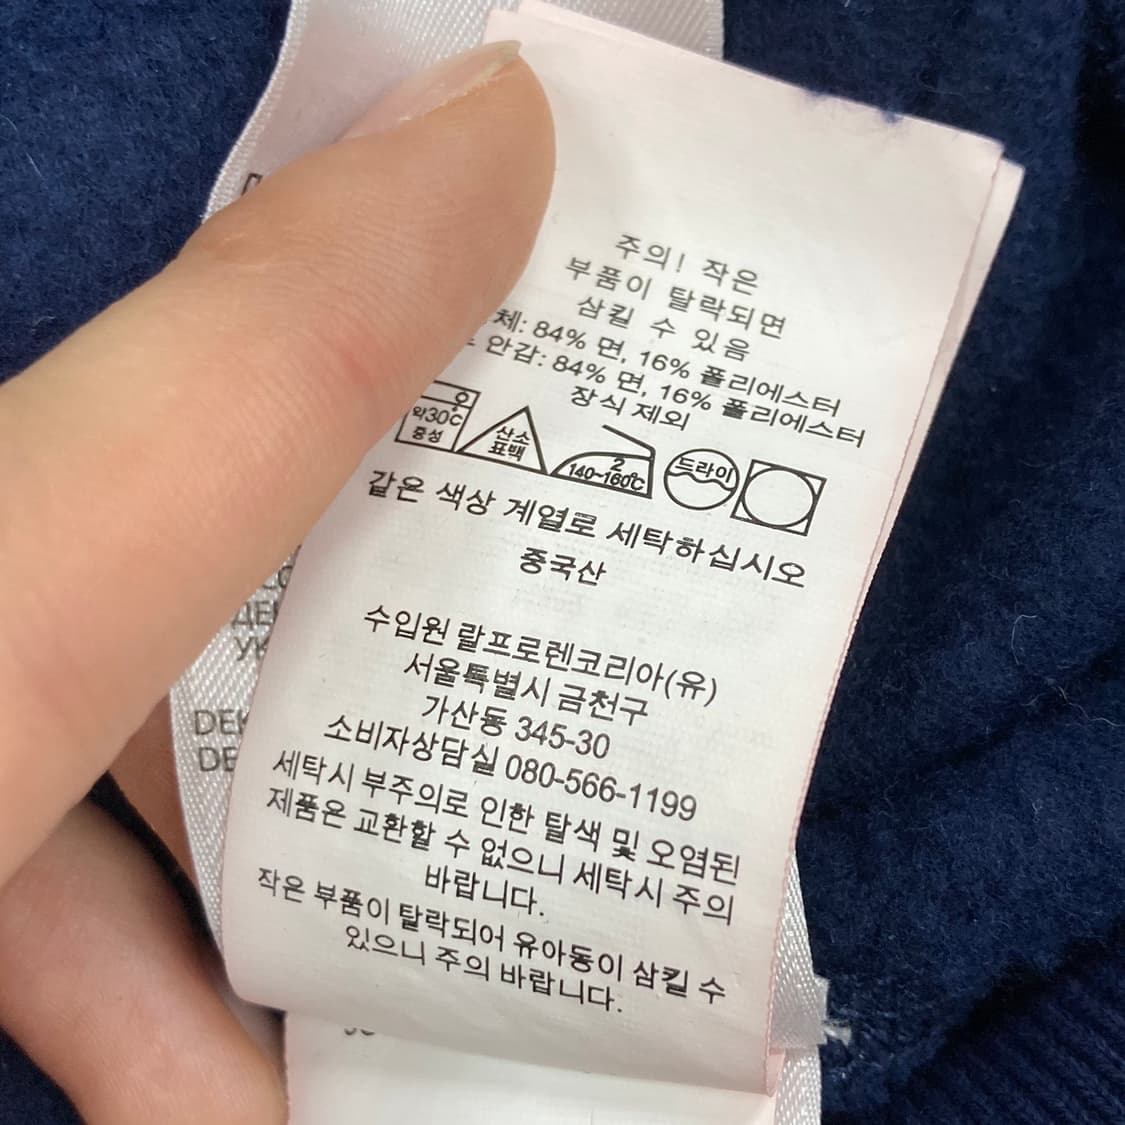 주의! 작은
부품이 탈락되면
삼킬 수 있음
체: 84% 면, 16% 폴리에스터
안감: 84% 면, 16% 폴리에스터
장식 제외
약30℃
중성
산소
표백
2
140~160℃
드라이
같은 색상 계열로 세탁하십시오
중국산
수입원 랄프로렌코리아(유)
서울특별시 금천구
가산동 345-30
소비자상담실 080-566-1199
세탁시 부주의로 인한 탈색 및 오염된
제품은 교환할 수 없으니 세탁시 주의
바랍니다.
작은 부품이 탈락되어 유아동이 삼킬 수
있으니 주의 바랍니다.
ДЕ
УК
DE
DE